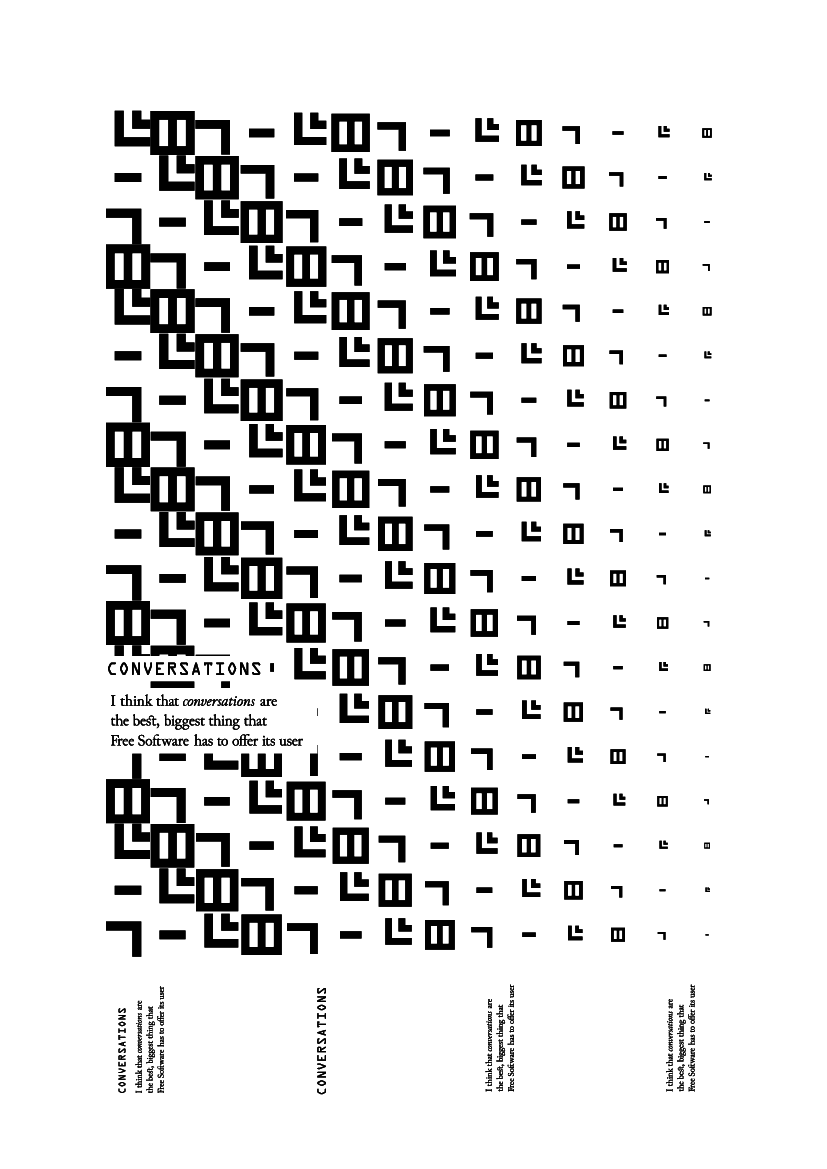 CONVERSATIONS
I think that conversations are
the best, biggest thing that
Free Software has to offer its user
CONVERSATIONS
I think that conversations are
the best, biggest thing that
Free Software has to offer its user
CONVERSATIONS
I think that conversations are
the best, biggest thing that
Free Software has to offer its user
I think that conversations are
the best, biggest thing that
Free Software has to offer its user